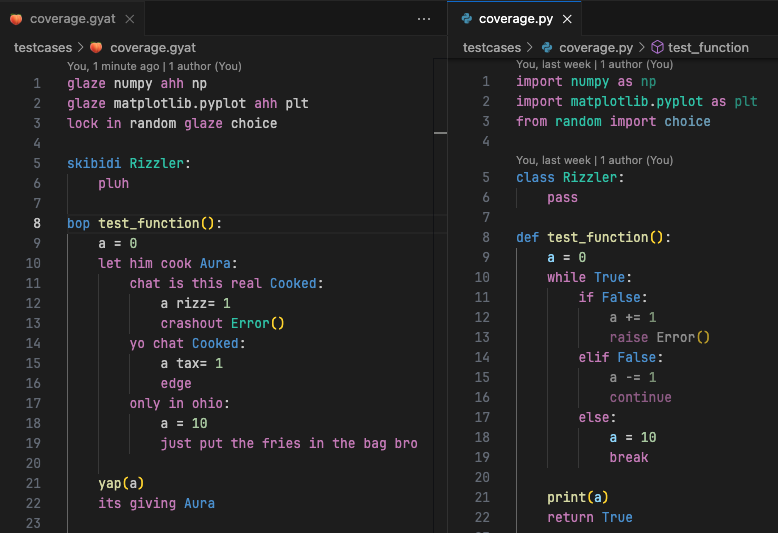 coverage.gyat
testcases > coverage.gyat
You, 1 minute ago | 1 author (You)
1 glaze numpy ahh np
2 glaze matplotlib.pyplot ahh plt
3 lock in random glaze choice
4
5 skibidi Rizzler:
6     pluh
7
8 bop test_function():
9     a = 0
10     let him cook Aura:
11         chat is this real Cooked:
12             a rizz= 1
13             crashout Error()
14         yo chat Cooked:
15             a tax= 1
16             edge
17         only in ohio:
18             a = 10
19             just put the fries in the bag bro
20
21     yap(a)
22     its giving Aura
23
coverage.py
testcases > coverage.py > test_function
You, last week | 1 author (You)
1 import numpy as np
2 import matplotlib.pyplot as plt
3 from random import choice
4
You, last week | 1 author (You)
5 class Rizzler:
6     pass
7
8 def test_function():
9     a = 0
10     while True:
11         if False:
12             a += 1
13             raise Error()
14         elif False:
15             a -= 1
16             continue
17         else:
18             a = 10
19             break
20
21     print(a)
22     return True